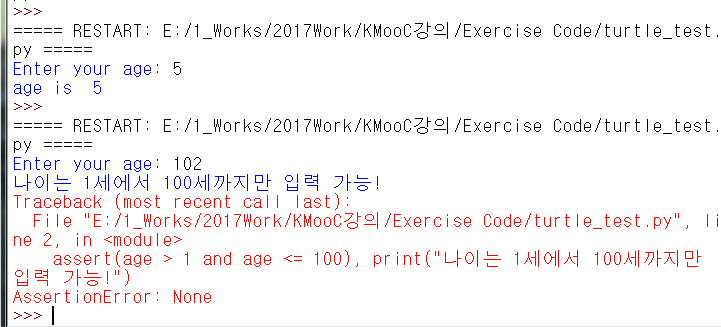 >>>
===== RESTART: E:/1_Works/2017Work/KMooC강의/Exercise Code/turtle_test.
py =====
Enter your age: 5
age is  5
>>>
===== RESTART: E:/1_Works/2017Work/KMooC강의/Exercise Code/turtle_test.
py =====
Enter your age: 102
나이는 1세에서 100세까지만 입력 가능!
Traceback (most recent call last):
  File "E:/1_Works/2017Work/KMooC강의/Exercise Code/turtle_test.py", li
ne 2, in <module>
    assert(age > 1 and age <= 100), print("나이는 1세에서 100세까지만
입력 가능!")
AssertionError: None
>>>